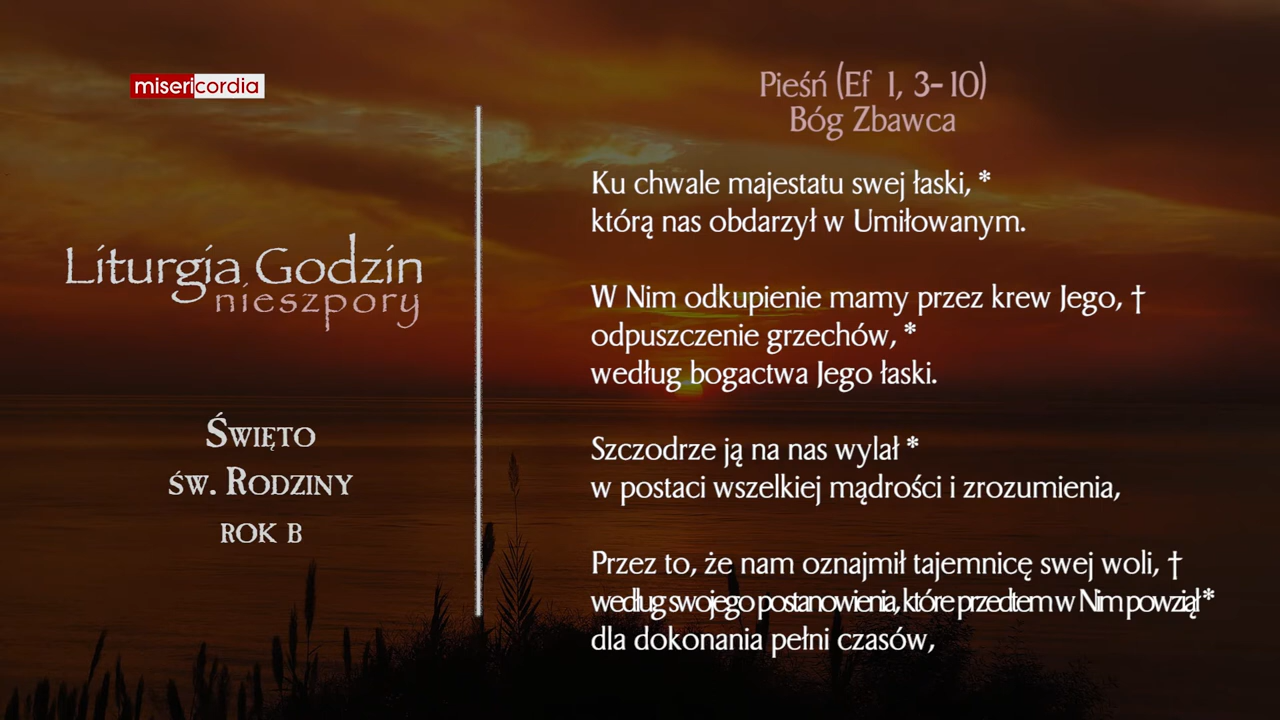 misericordia
Liturgia Godzin
nieszpory
Święto
św. Rodziny
rok B
Pieśń (Ef 1, 3-10)
Bóg Zbawca
Ku chwale majestatu swej łaski, *
którą nas obdarzył w Umiłowanym.
W Nim odkupienie mamy przez krew Jego, †
odpuszczenie grzechów, *
według bogactwa Jego łaski.
Szczodrze ją na nas wylał *
w postaci wszelkiej mądrości i zrozumienia,
Przez to, że nam oznajmił tajemnicę swej woli, †
według swojego postanowienia, które przedtem w Nim powziął *
dla dokonania pełni czasów,